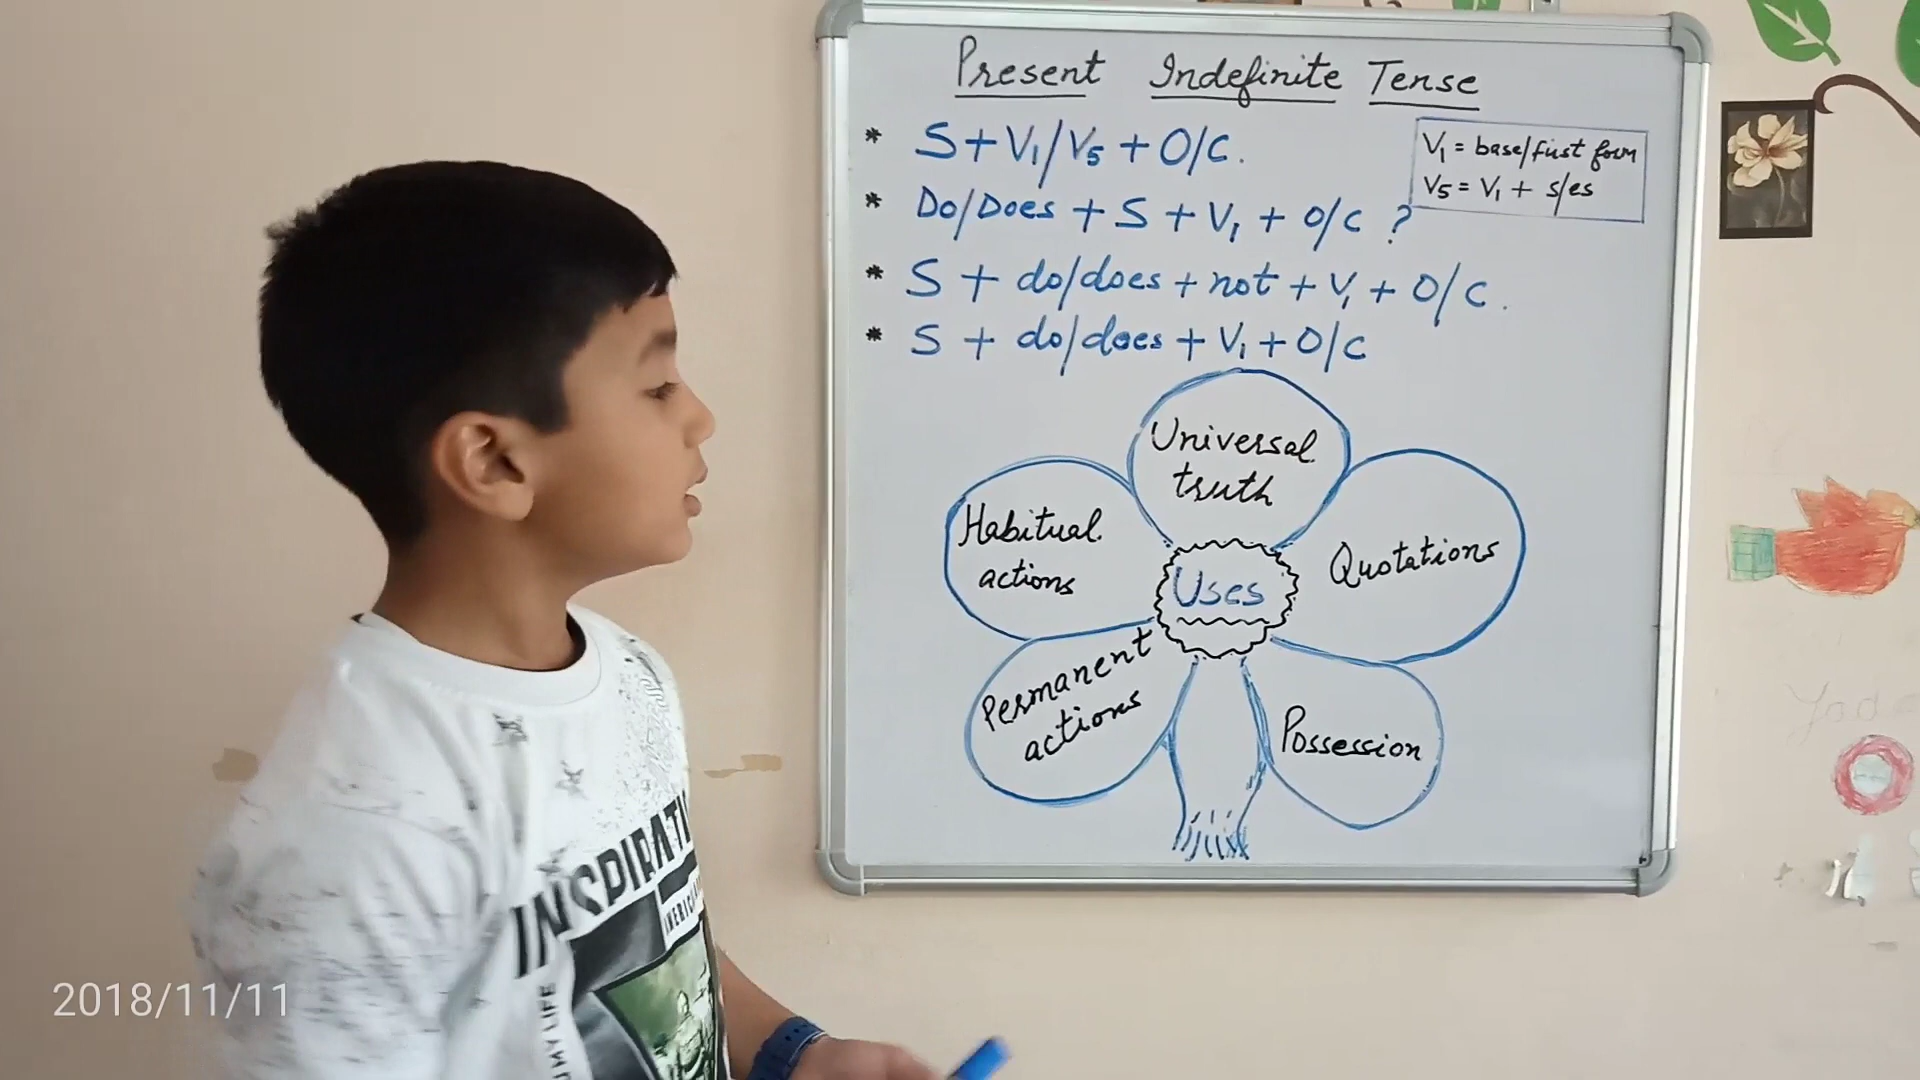 Present Indefinite Tense
* S + V₁/V₅ + O/C.
V₁ = base/first form
V₅ = V₁ + s/es
* Do/Does + S + V₁ + O/C ?
* S + do/does + not + V₁ + O/C.
* S + do/does + V₁ + O/C
Universal
truth
Habitual
actions
Quotations
Uses
Permanent
actions
Possession
INSPIRATI
2018/11/11